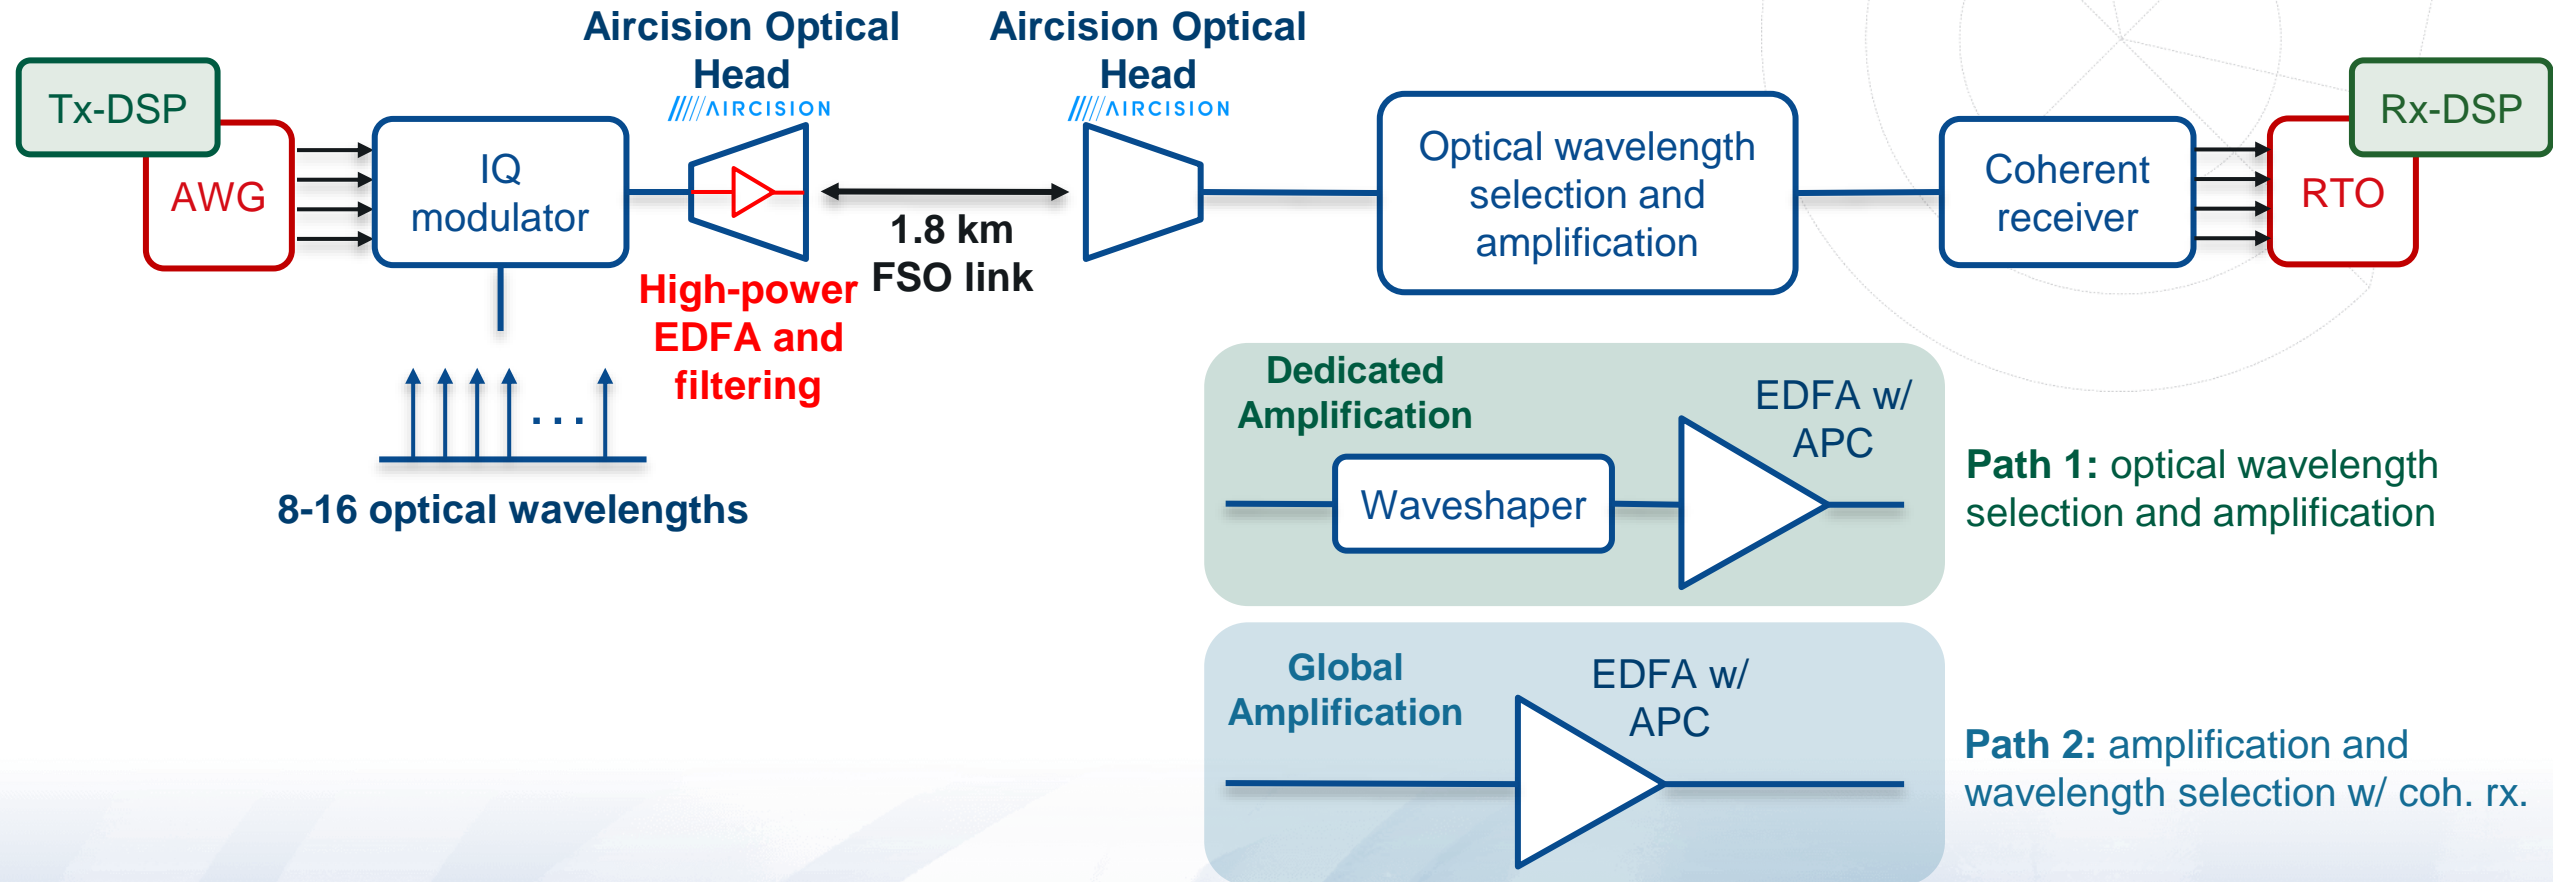 Aircision Optical
Head
AIRCISION
Aircision Optical
Head
AIRCISION
Tx-DSP
AWG
IQ
modulator
High-power
EDFA and
filtering
1.8 km
FSO link
Optical wavelength
selection and
amplification
Coherent
receiver
Rx-DSP
RTO
...
8-16 optical wavelengths
Dedicated
Amplification
Waveshaper
EDFA w/
APC
Path 1: optical wavelength
selection and amplification
Global
Amplification
EDFA w/
APC
Path 2: amplification and
wavelength selection w/ coh. rx.